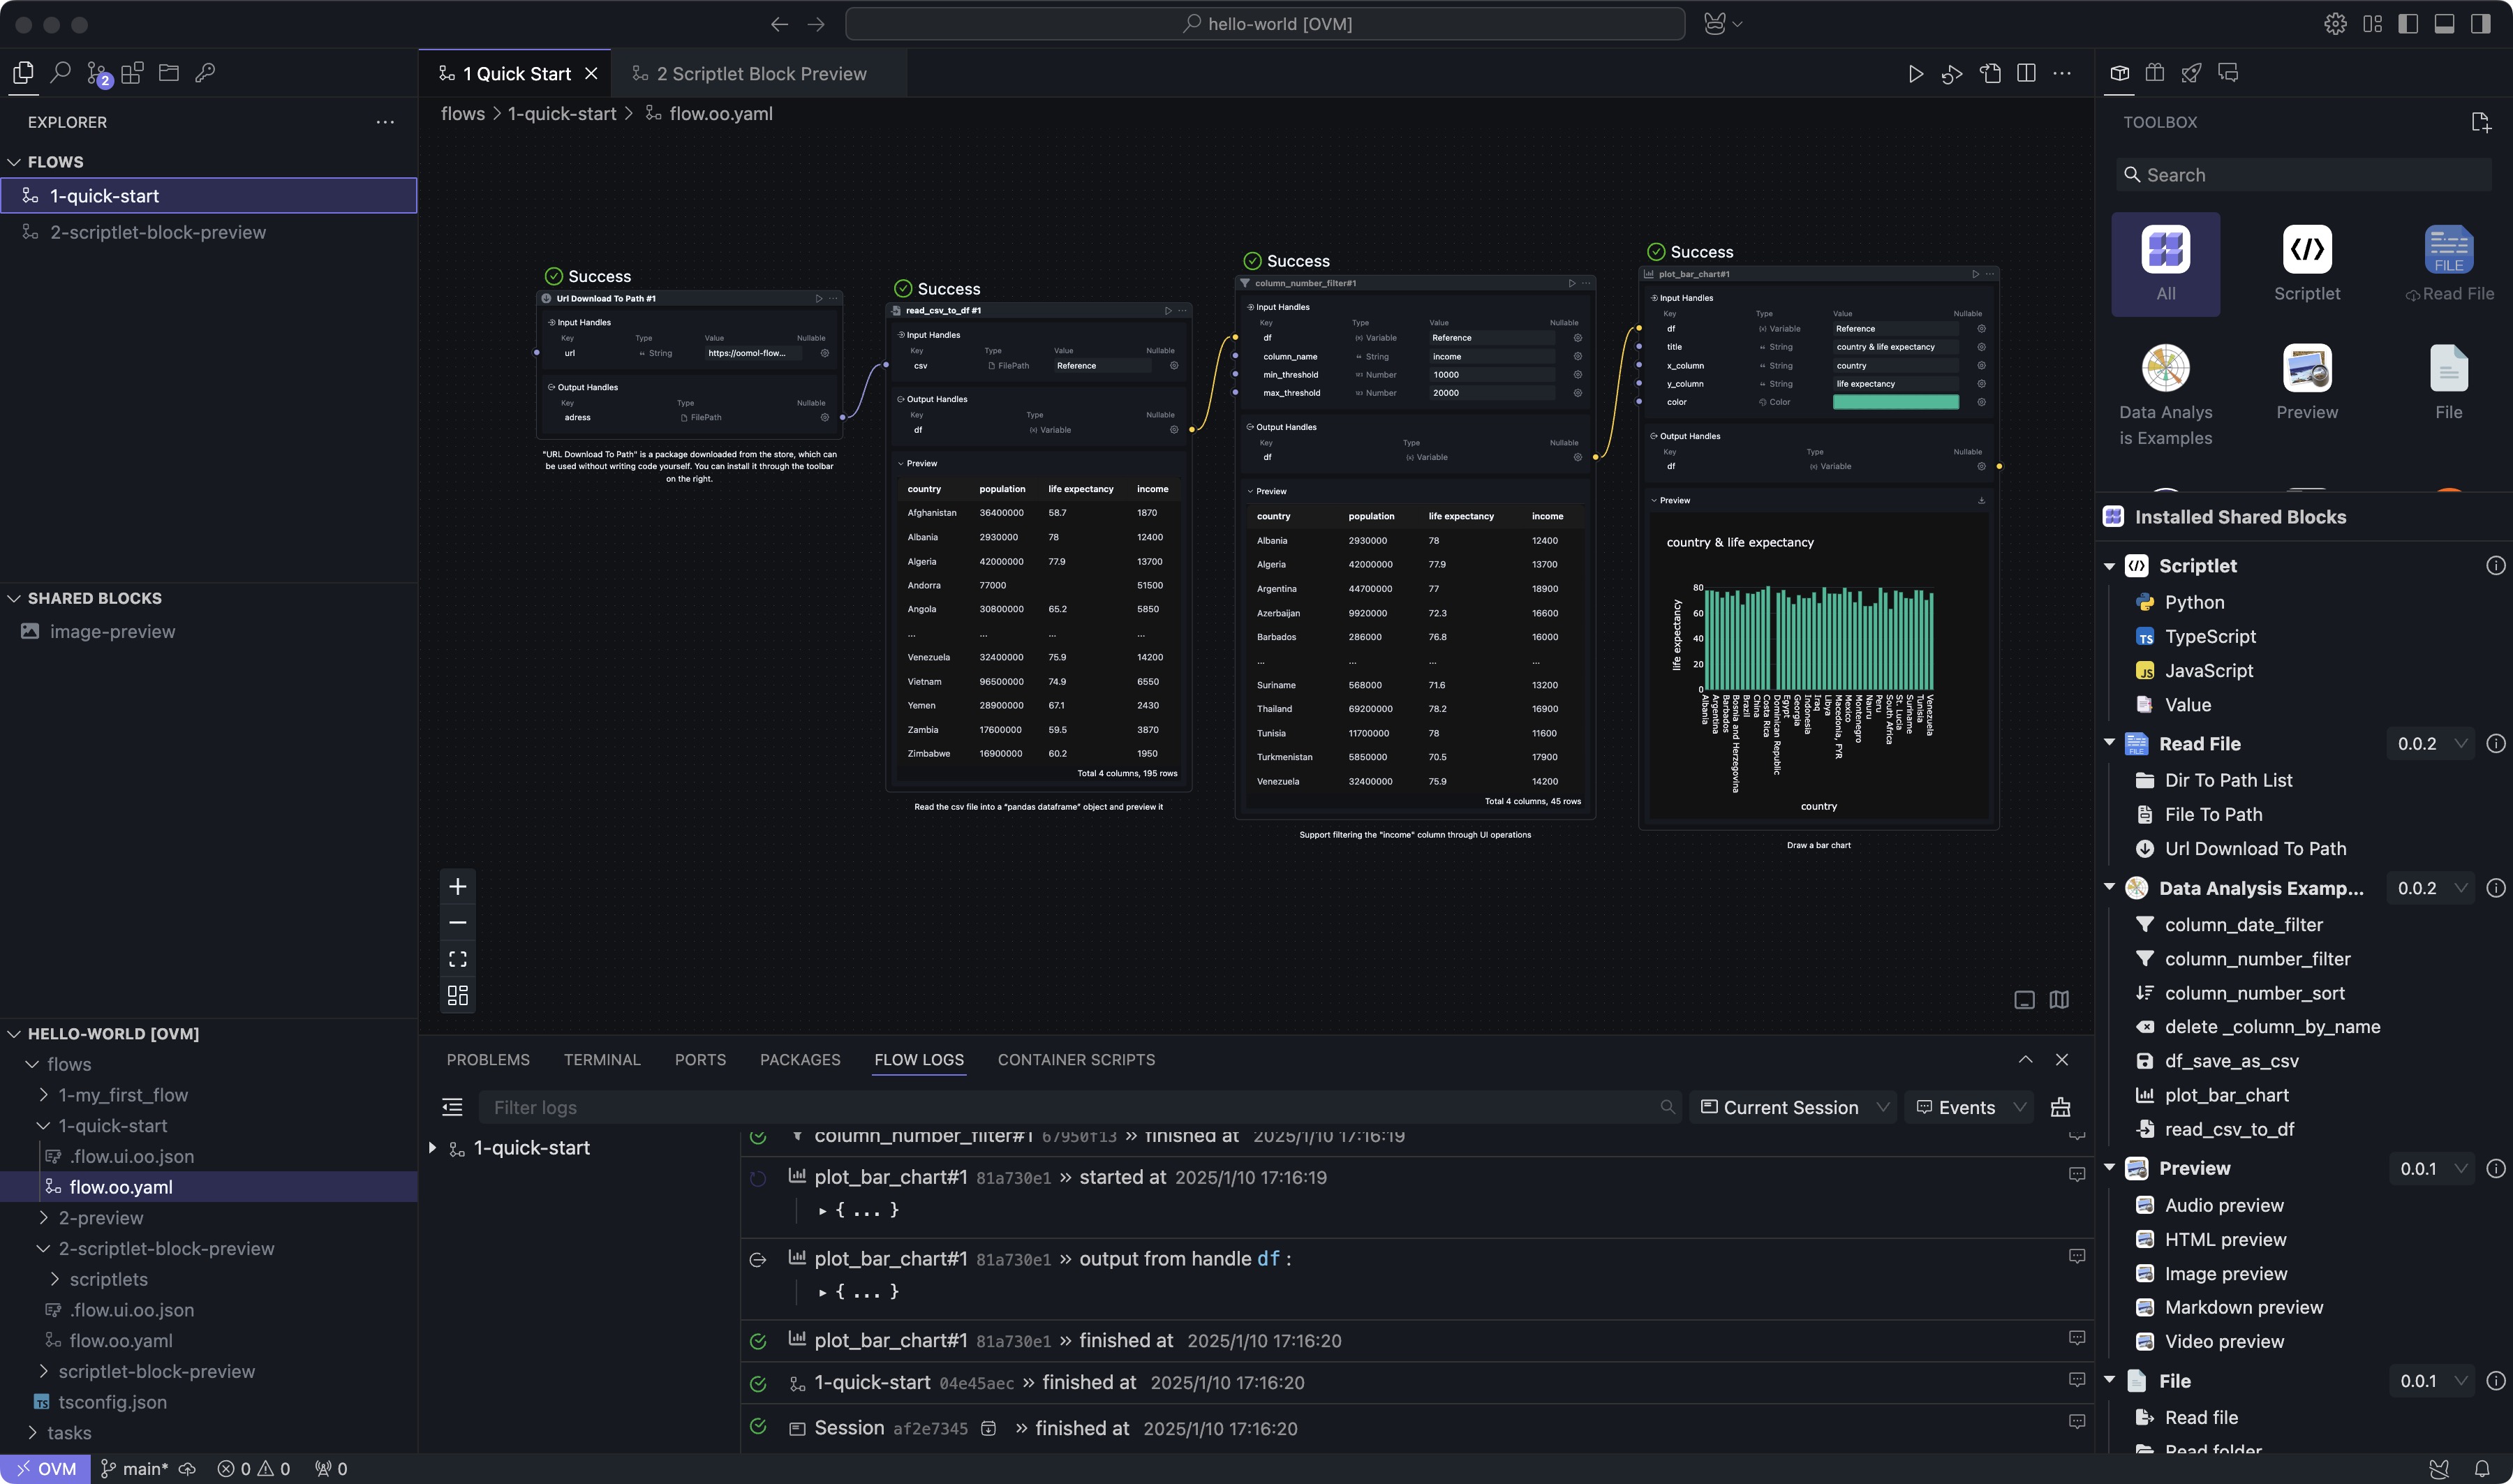 hello-world [OVM]
2
1 Quick Start
2 Scriptlet Block Preview
EXPLORER
FLOWS
1-quick-start
2-scriptlet-block-preview
SHARED BLOCKS
image-preview
HELLO-WORLD [OVM]
flows
1-my_first_flow
1-quick-start
.flow.ui.oo.json
flow.oo.yaml
2-preview
2-scriptlet-block-preview
scriptlets
.flow.ui.oo.json
flow.oo.yaml
scriptlet-block-preview
tsconfig.json
tasks
flows > 1-quick-start > flow.oo.yaml
Success
Url Download To Path #1
Input Handles
Key Type Value Nullable
url String https://oomol-flow...
Output Handles
Key Type Nullable
adress FilePath
"URL Download To Path" is a package downloaded from the store, which can
be used without writing code yourself. You can install it through the toolbar
on the right.
Success
read_csv_to_df #1
Input Handles
Key Type Value Nullable
csv FilePath Reference
Output Handles
Key Type Nullable
df Variable
Preview
country population life expectancy income
Afghanistan 36400000 58.7 1870
Albania 2930000 78 12400
Algeria 42000000 77.9 13700
Andorra 77000 51500
Angola 30800000 65.2 5850
... ... ... ...
Venezuela 32400000 75.9 14200
Vietnam 96500000 74.9 6550
Yemen 28900000 67.1 2430
Zambia 17600000 59.5 3870
Zimbabwe 16900000 60.2 1950
Total 4 columns, 195 rows
Read the csv file into a "pandas dataframe" object and preview it
Success
column_number_filter#1
Input Handles
Key Type Value Nullable
df Variable Reference
column_name String income
min_threshold Number 10000
max_threshold Number 20000
Output Handles
Key Type Nullable
df Variable
Preview
country population life expectancy income
Albania 2930000 78 12400
Algeria 42000000 77.9 13700
Argentina 44700000 77 18900
Azerbaijan 9920000 72.3 16600
Barbados 286000 76.8 16000
... ... ... ...
Suriname 568000 71.6 13200
Thailand 69200000 78.2 16900
Tunisia 11700000 78 11600
Turkmenistan 5850000 70.5 17900
Venezuela 32400000 75.9 14200
Total 4 columns, 45 rows
Support filtering the "income" column through UI operations
Success
plot_bar_chart#1
Input Handles
Key Type Value Nullable
df Variable Reference
title String country & life expectancy
x_column String country
y_column String life expectancy
color Color
Output Handles
Key Type Nullable
df Variable
Preview
country & life expectancy
life expectancy
80
60
40
20
0
Albania
Argentina
Barbados
Bosnia and Herzegovina
Brazil
China
Costa Rica
Dominican Republic
Egypt
Georgia
Indonesia
Iraq
Libya
Macedonia, FYR
Mexico
Montenegro
Nauru
Peru
South Africa
St. Lucia
Suriname
Tunisia
Venezuela
country
Draw a bar chart
PROBLEMS
TERMINAL
PORTS
PACKAGES
FLOW LOGS
CONTAINER SCRIPTS
Filter logs
Current Session
Events
1-quick-start
column_number_filter#1 67950f13 » finished at 2025/1/10 17:16:19
plot_bar_chart#1 81a730e1 » started at 2025/1/10 17:16:19
{ ... }
plot_bar_chart#1 81a730e1 » output from handle df :
{ ... }
plot_bar_chart#1 81a730e1 » finished at 2025/1/10 17:16:20
1-quick-start 04e45aec » finished at 2025/1/10 17:16:20
Session af2e7345 » finished at 2025/1/10 17:16:20
TOOLBOX
Search
All
Scriptlet
FILE
Read File
Data Analys
is Examples
Preview
File
Installed Shared Blocks
Scriptlet
Python
TS TypeScript
JS JavaScript
Value
Read File 0.0.2
Dir To Path List
File To Path
Url Download To Path
Data Analysis Examp... 0.0.2
column_date_filter
column_number_filter
column_number_sort
delete _column_by_name
df_save_as_csv
plot_bar_chart
read_csv_to_df
Preview 0.0.1
Audio preview
HTML preview
Image preview
Markdown preview
Video preview
File 0.0.1
Read file
Read folder
OVM
main*
0
0
0